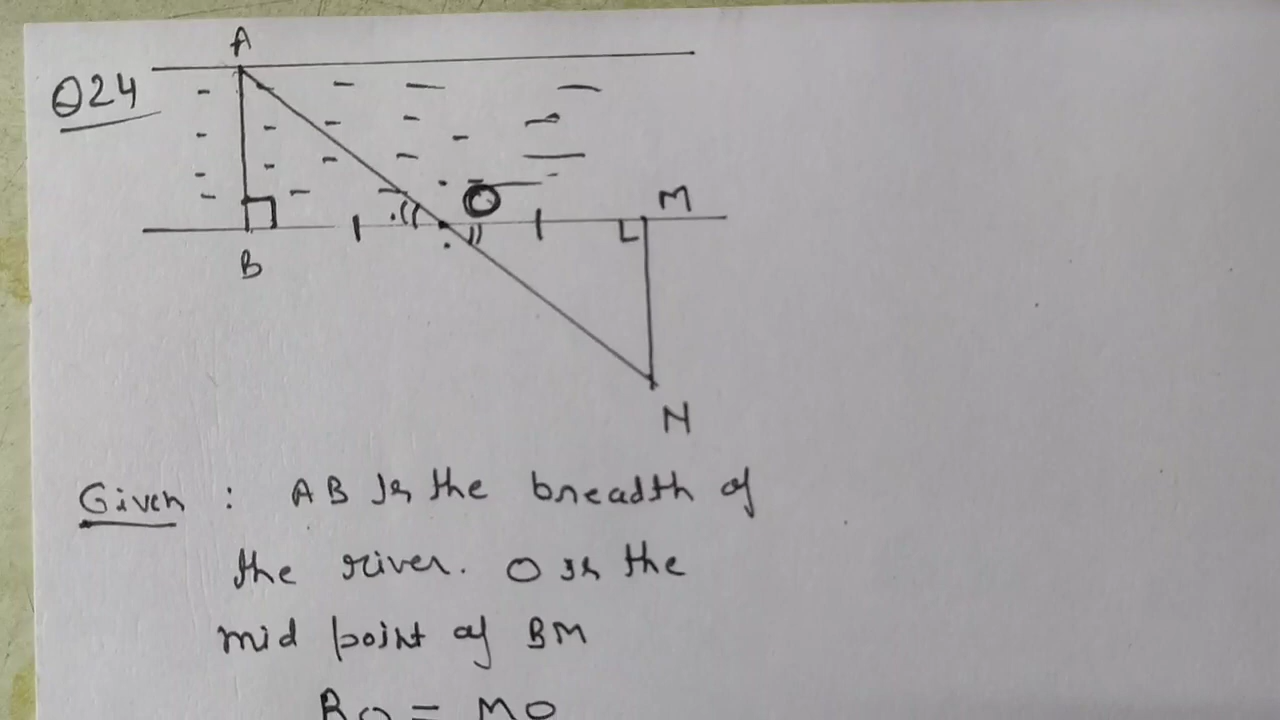 A
Q24
O
M
B
N
Given : AB is the breadth of
the river. O is the
mid point of BM
BO = MO